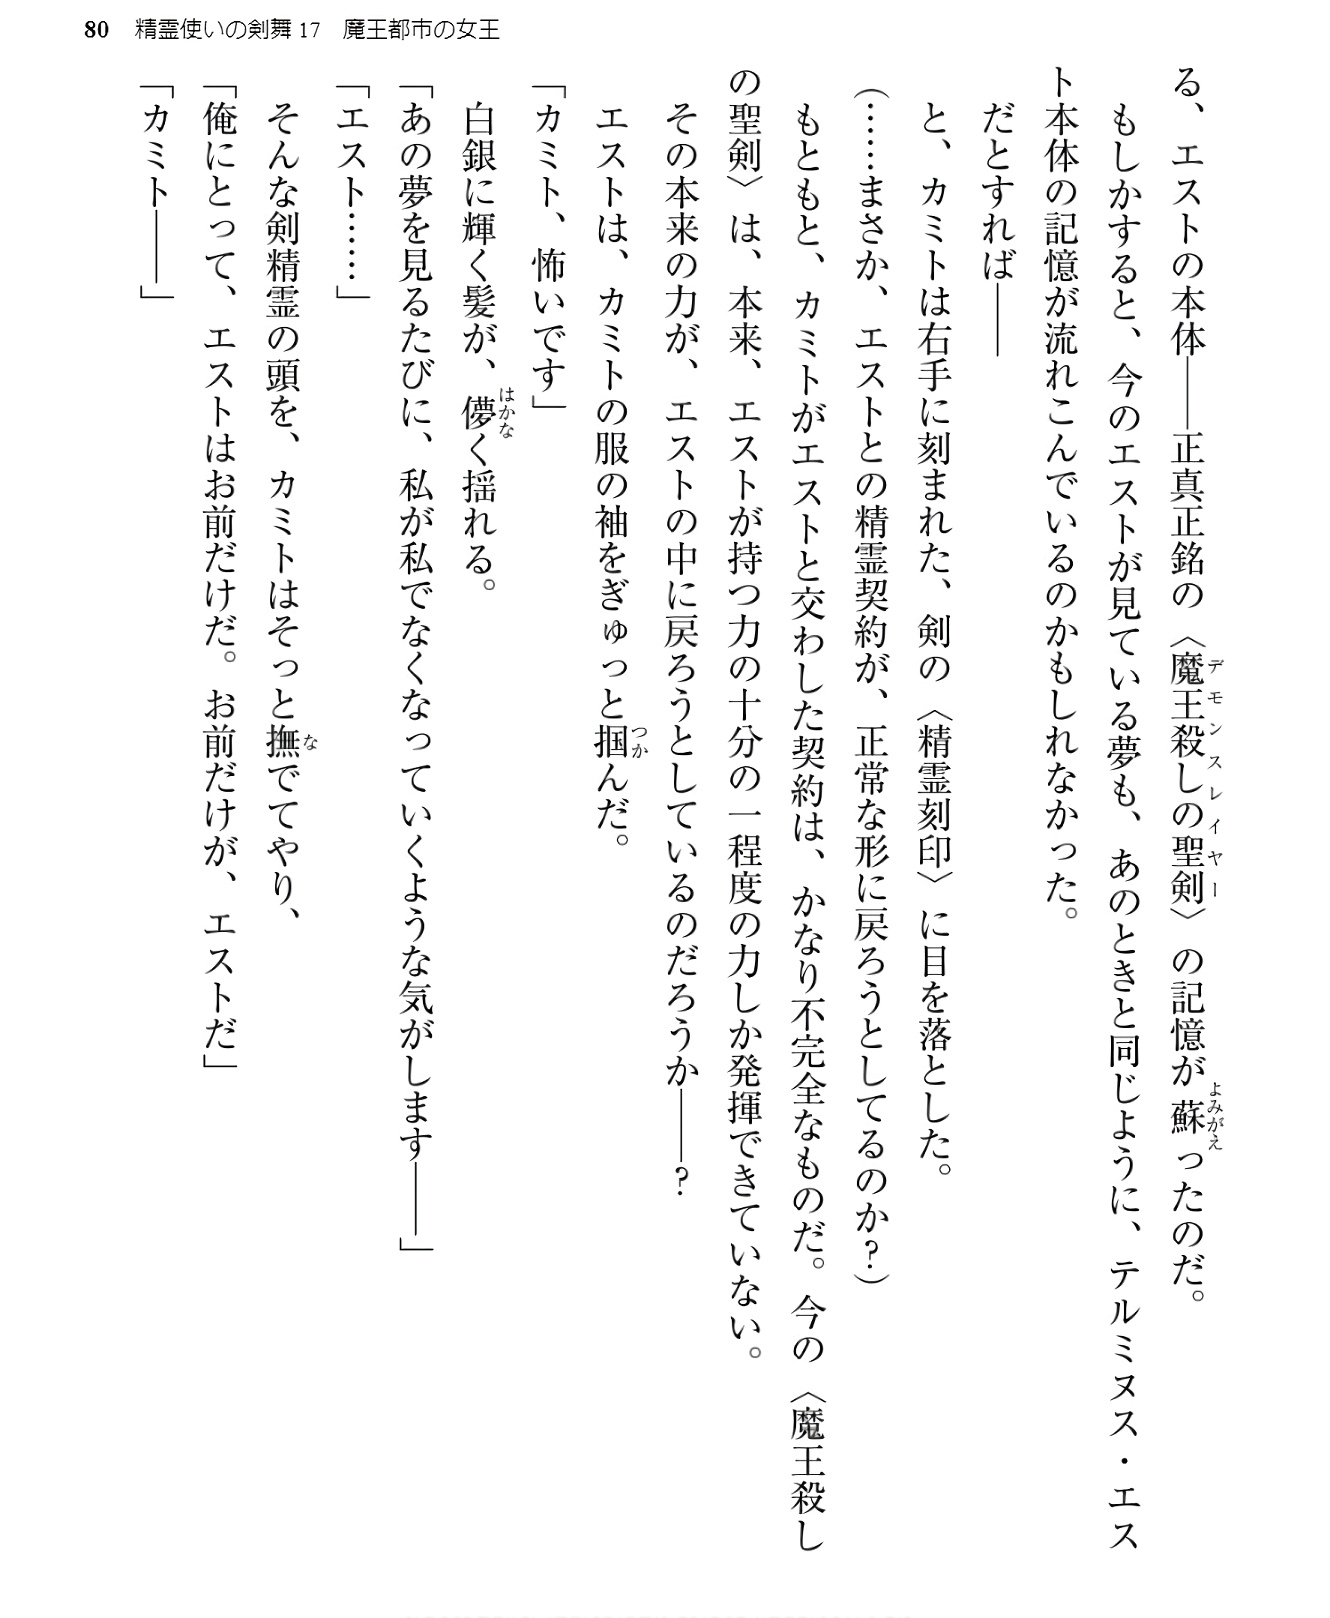 80 精霊使いの剣舞17 魔王都市の女王
る、エストの本体――正真正銘の〈魔王殺しの聖剣〉の記憶が蘇ったのだ。
デモンスレイヤー
よみがえ
もしかすると、今のエストが見ている夢も、あのときと同じように、テルミヌス・エス
ト本体の記憶が流れこんでいるのかもしれなかった。
だとすれば――
と、カミトは右手に刻まれた、剣の〈精霊刻印〉に目を落とした。
(……まさか、エストとの精霊契約が、正常な形に戻ろうとしてるのか?)
もともと、カミトがエストと交わした契約は、かなり不完全なものだ。今の〈魔王殺し
の聖剣〉は、本来、エストが持つ力の十分の一程度の力しか発揮できていない。
その本来の力が、エストの中に戻ろうとしているのだろうか――?
エストは、カミトの服の袖をぎゅっと掴んだ。
つか
「カミト、怖いです」
白銀に輝く髪が、儚く揺れる。
はかな
「あの夢を見るたびに、私が私でなくなっていくような気がします――」
「エスト……」
そんな剣精霊の頭を、カミトはそっと撫でてやり、
な
「俺にとって、エストはお前だけだ。お前だけが、エストだ」
「カミト――」